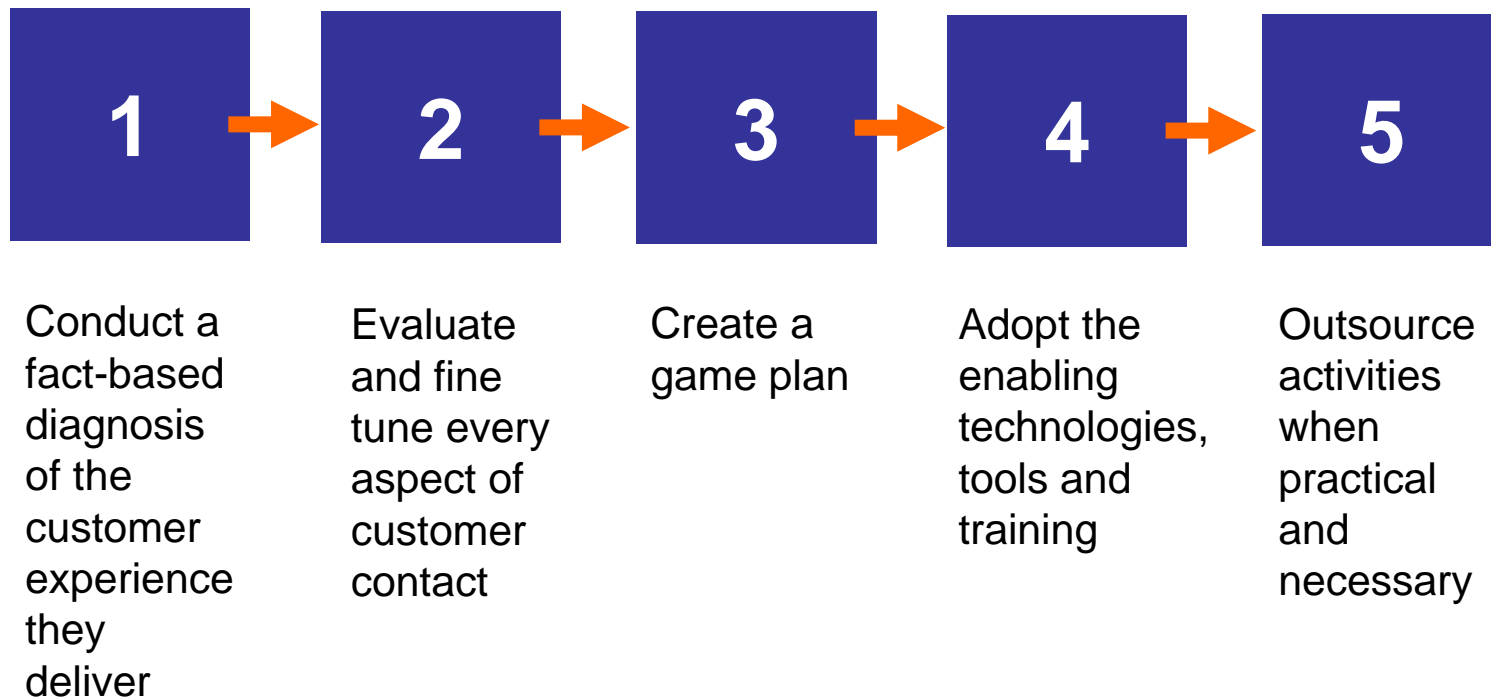 1
2
3
4
5
Conduct a
fact-based
diagnosis
of the
customer
experience
they
deliver
Evaluate
and fine
tune every
aspect of
customer
contact
Create a
game plan
Adopt the
enabling
technologies,
tools and
training
Outsource
activities
when
practical
and
necessary